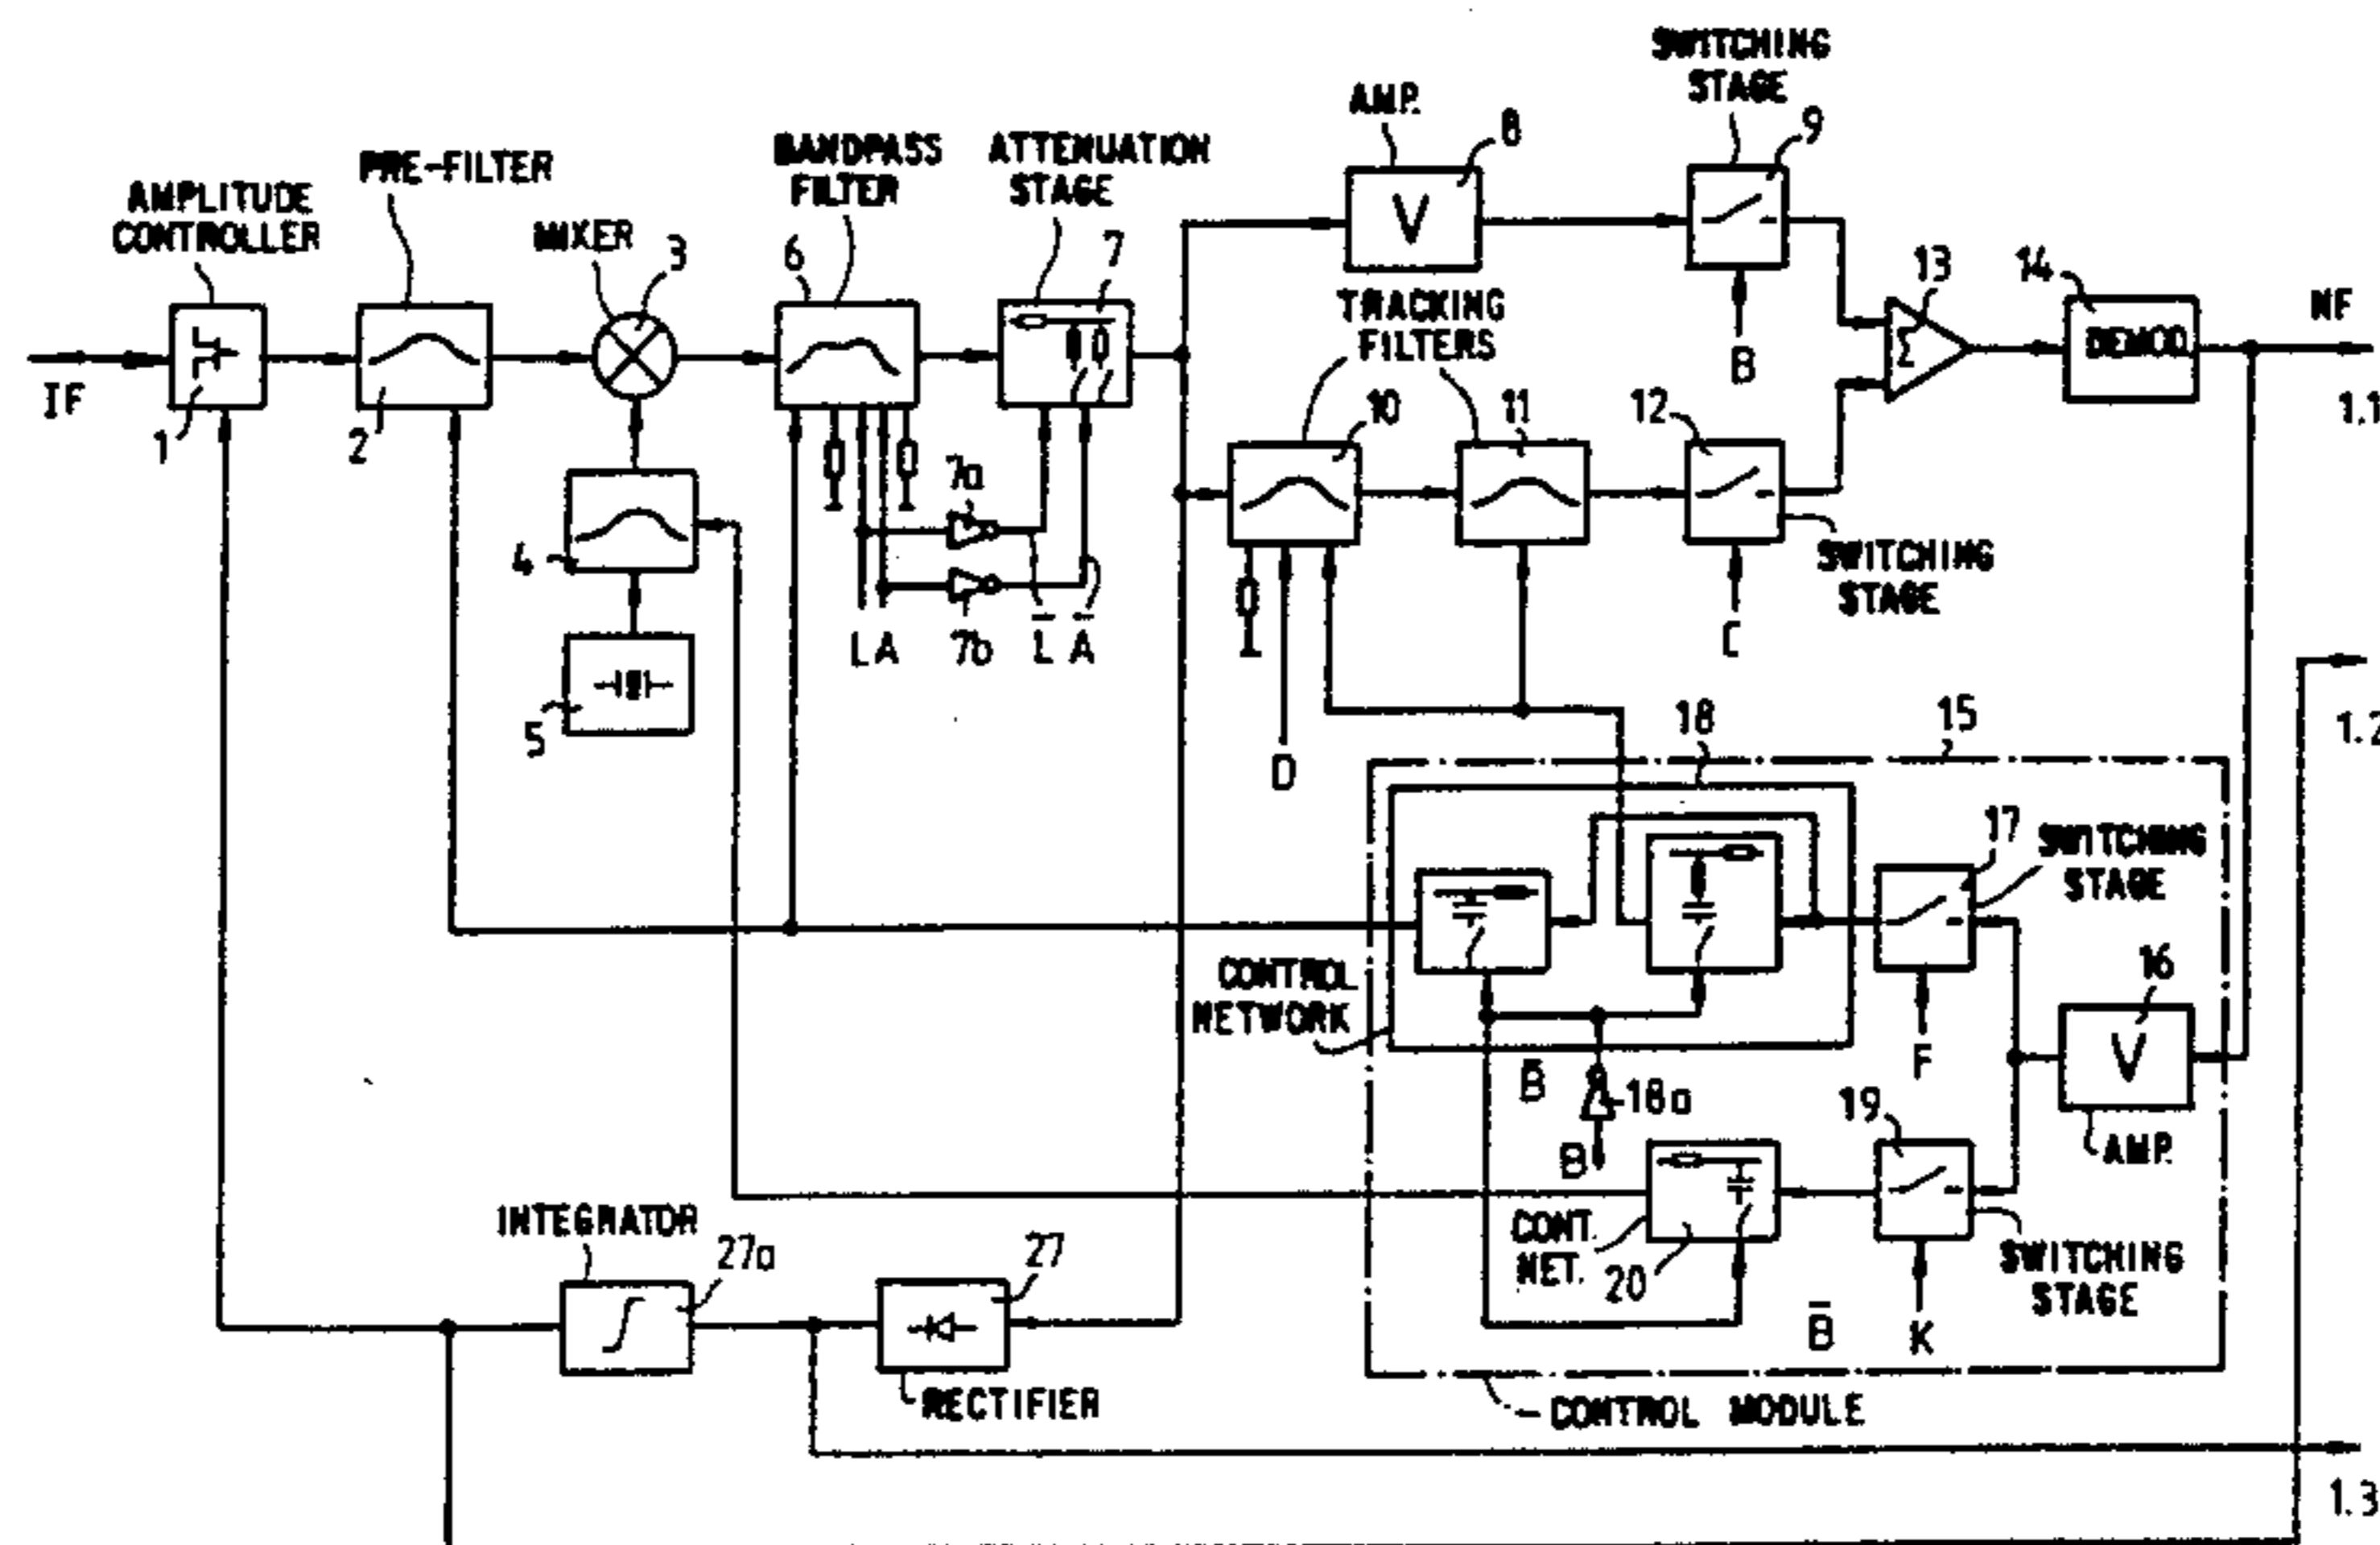 SWITCHING
STAGE
9
AMP.
8
BANDPASS
FILTER
ATTENUATION
STAGE
PRE-FILTER
AMPLITUDE
CONTROLLER
MIXER
3
6
7
V
B
TRACKING
FILTERS
13
Σ
14
DEMOD.
NF
1.1
IF
1
2
10
11
12
SWITCHING
STAGE
C
4
5
7a
7b
L A
L̅ A̅
D
1.2
18
15
17
SWITCHING
STAGE
F
16
V
AMP.
CONTROL
NETWORK
B̅
18a
B
19
K
SWITCHING
STAGE
CONT.
NET.
20
B̅
INTEGRATOR
27a
27
RECTIFIER
CONTROL MODULE
1.3